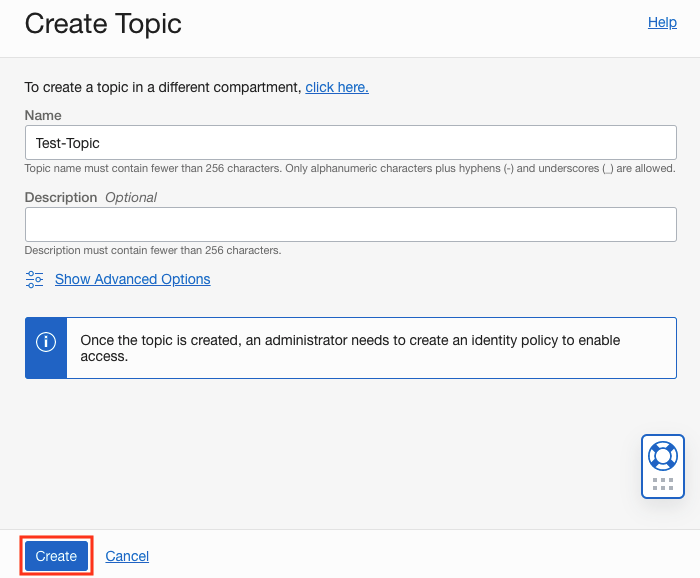 Create Topic
Help
To create a topic in a different compartment, click here.
Name
Test-Topic
Topic name must contain fewer than 256 characters. Only alphanumeric characters plus hyphens (-) and underscores (_) are allowed.
Description Optional
Description must contain fewer than 256 characters.
Show Advanced Options
Once the topic is created, an administrator needs to create an identity policy to enable
access.
Create
Cancel